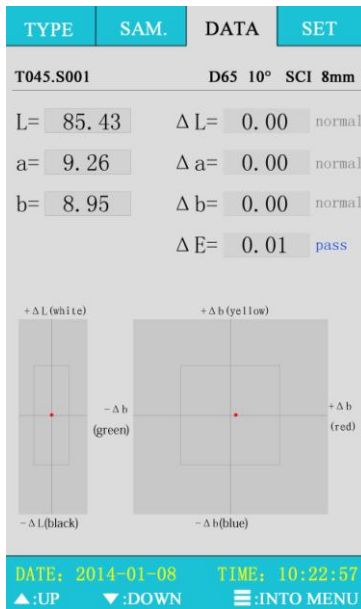 TYPE SAM. DATA SET
T045.S001 D65 10° SCI 8mm
L= 85.43 ΔL= 0.00 normal
a= 9.26 Δa= 0.00 normal
b= 8.95 Δb= 0.00 normal
ΔE= 0.01 pass
+ΔL(white) +Δb(yellow)
-Δb +Δb
(green) (red)
-ΔL(black) -Δb(blue)
DATE: 2014-01-08 TIME: 10:22:57
▲:UP ▼:DOWN ☰:INTO MENU